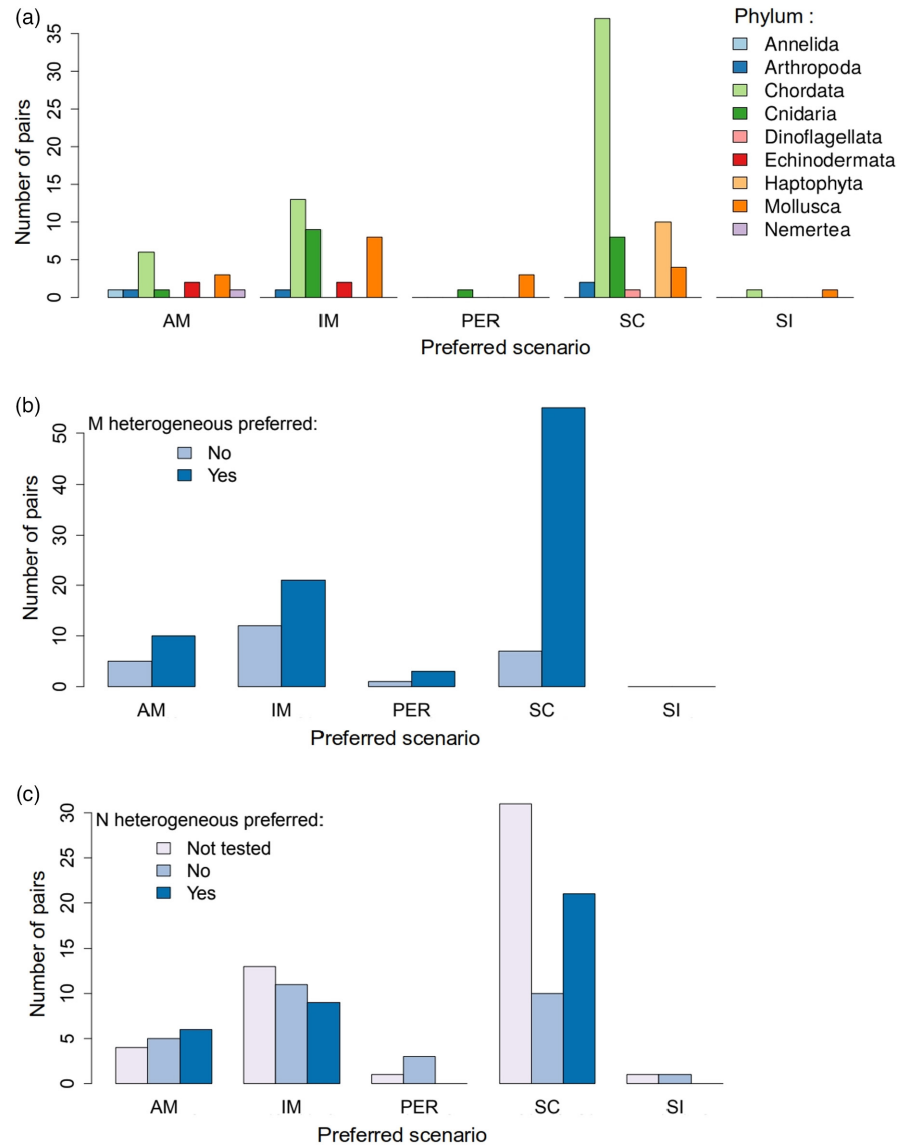 (a)
Number of pairs
35
30
25
20
15
10
5
0
AM IM PER SC SI
Preferred scenario
Phylum :
Annelida
Arthropoda
Chordata
Cnidaria
Dinoflagellata
Echinodermata
Haptophyta
Mollusca
Nemertea
(b)
M heterogeneous preferred:
No
Yes
Number of pairs
50
40
30
20
10
0
AM IM PER SC SI
Preferred scenario
(c)
N heterogeneous preferred:
Not tested
No
Yes
Number of pairs
30
25
20
15
10
5
0
AM IM PER SC SI
Preferred scenario